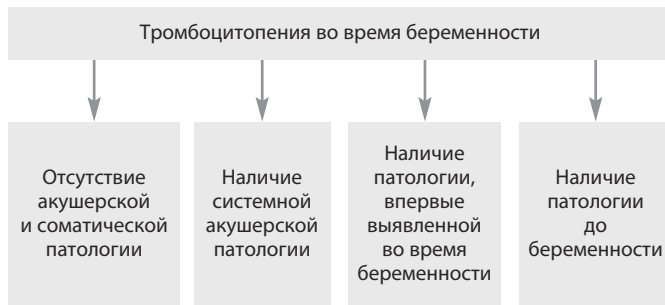 Тромбоцитопения во время беременности
Отсутствие
акушерской
и соматической
патологии
Наличие
системной
акушерской
патологии
Наличие
патологии,
впервые
выявленной
во время
беременности
Наличие
патологии
до
беременности